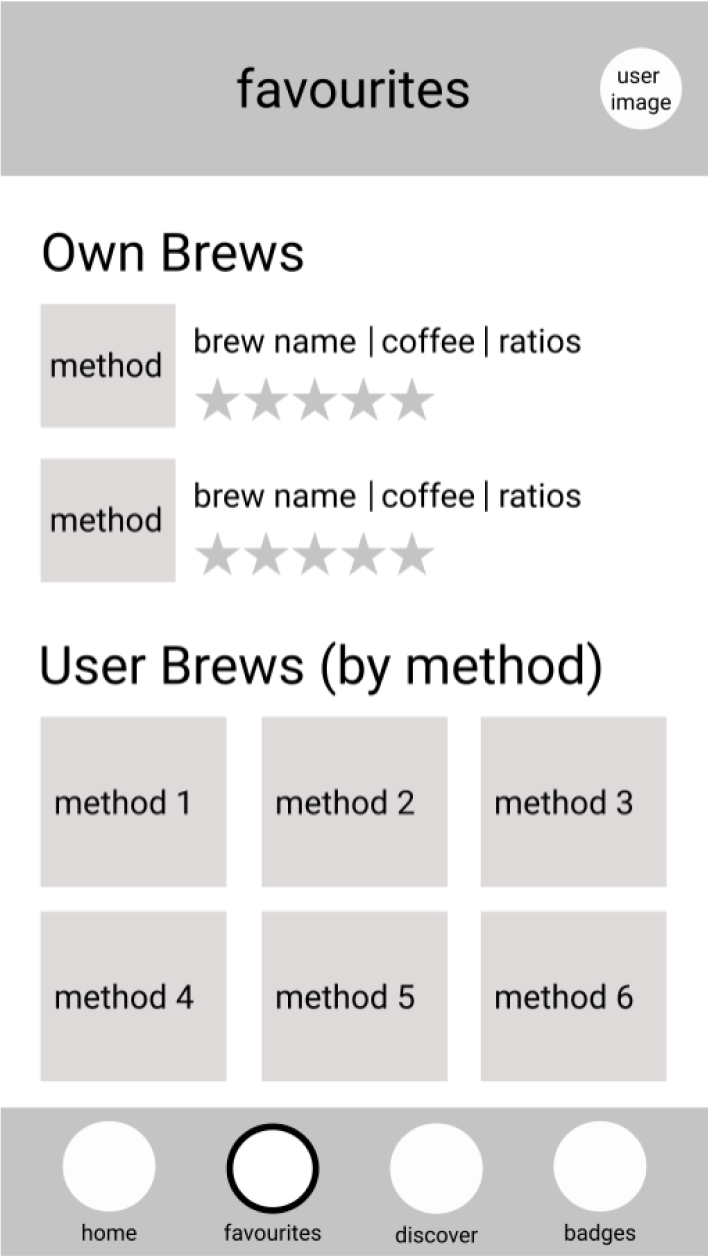 favourites
user
image
Own Brews
method
brew name | coffee | ratios
method
brew name | coffee | ratios
User Brews (by method)
method 1
method 2
method 3
method 4
method 5
method 6
home
favourites
discover
badges